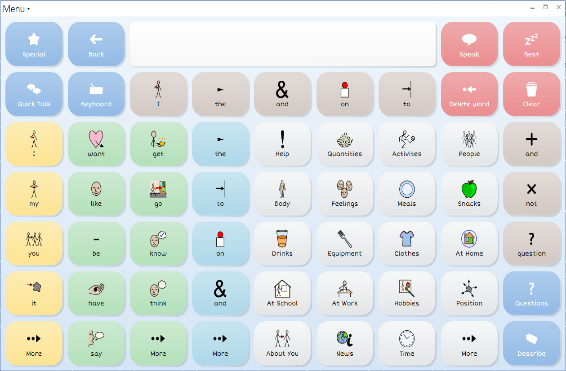 Menu
Special
Back
Speak
zzz
Rest
Quick Talk
Keyboard
I
the
&
and
on
to
Delete word
Clear
I
want
get
the
!
Help
Quantities
Activites
People
+
and
my
like
go
to
Body
Feelings
Meals
Snacks
×
not
you
-
be
know
on
Drinks
Equipment
Clothes
At Home
?
question
it
have
think
&
and
At School
At Work
Hobbies
Position
?
Questions
More
say
More
More
About You
News
Time
More
Describe